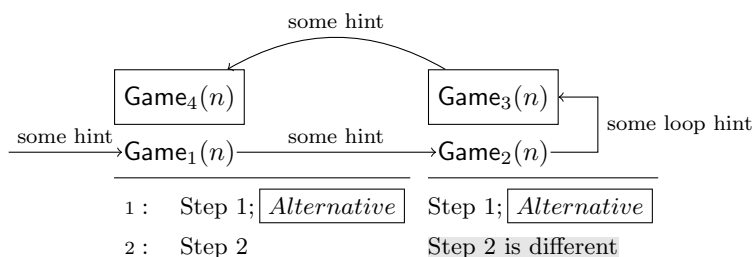 some hint
Game₄(n) Game₃(n)
some loop hint
some hint Game₁(n) some hint Game₂(n)
1 : Step 1; Alternative Step 1; Alternative
2 : Step 2 Step 2 is different